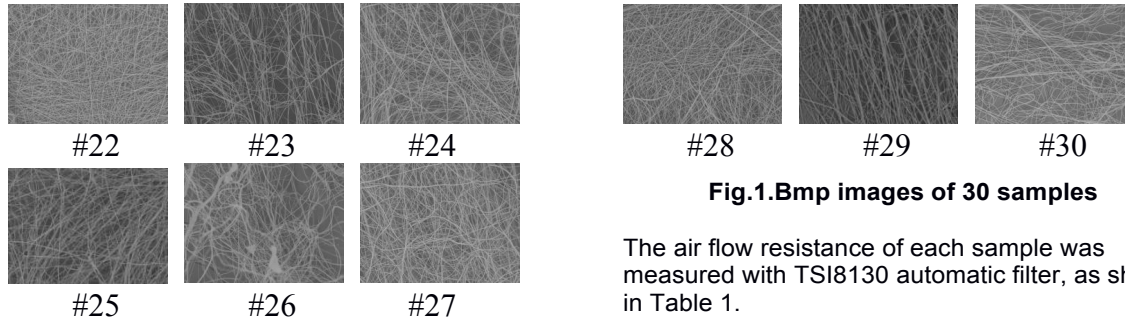 #22 #23 #24
#25 #26 #27
#28 #29 #30
Fig.1.Bmp images of 30 samples
The air flow resistance of each sample was
measured with TSI8130 automatic filter, as
in Table 1.